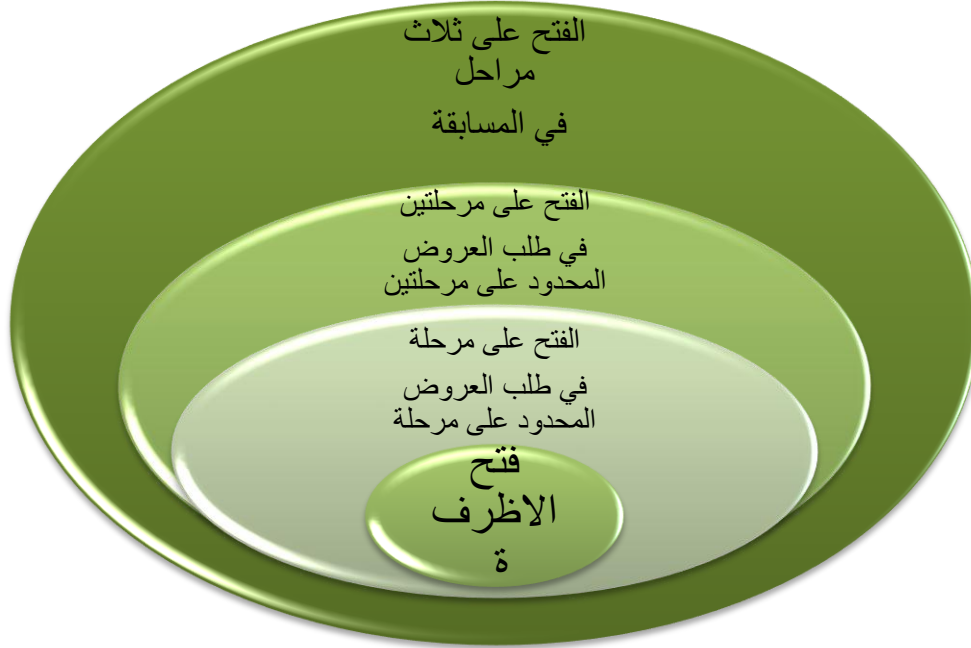 الفتح على ثلاث
مراحل
في المسابقة
الفتح على مرحلتين
في طلب العروض
المحدود على مرحلتين
الفتح على مرحلة
في طلب العروض
المحدود على مرحلة
فتح
الاظرف
ة